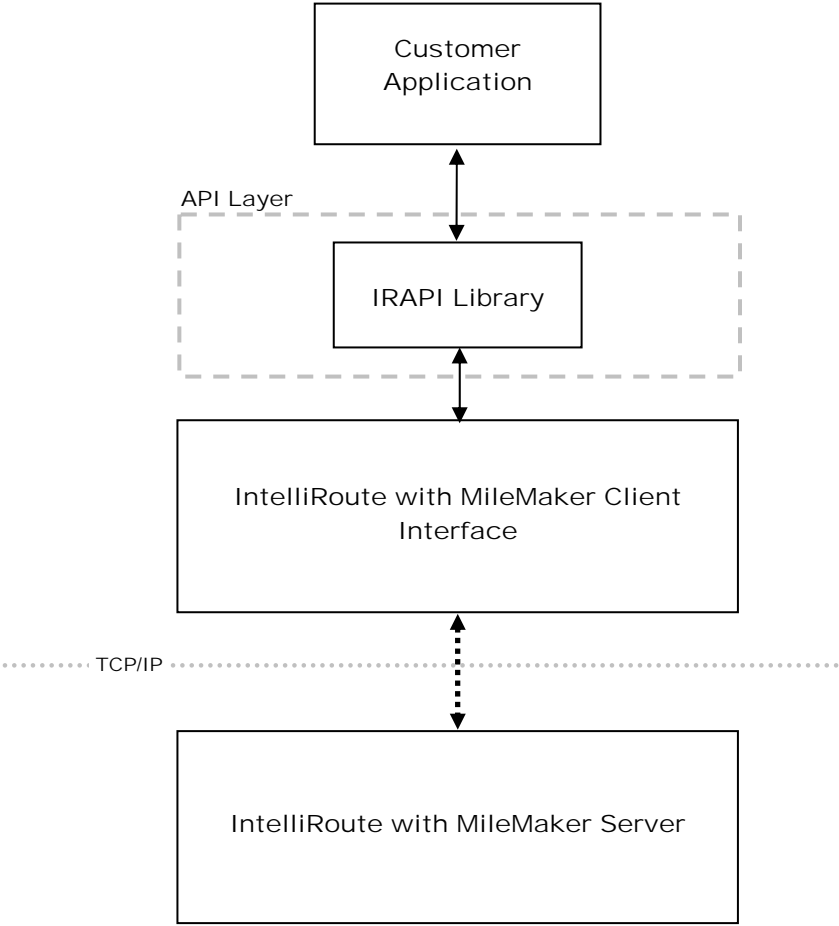 Customer
Application
API Layer
IRAPI Library
IntelliRoute with MileMaker Client
Interface
TCP/IP
IntelliRoute with MileMaker Server